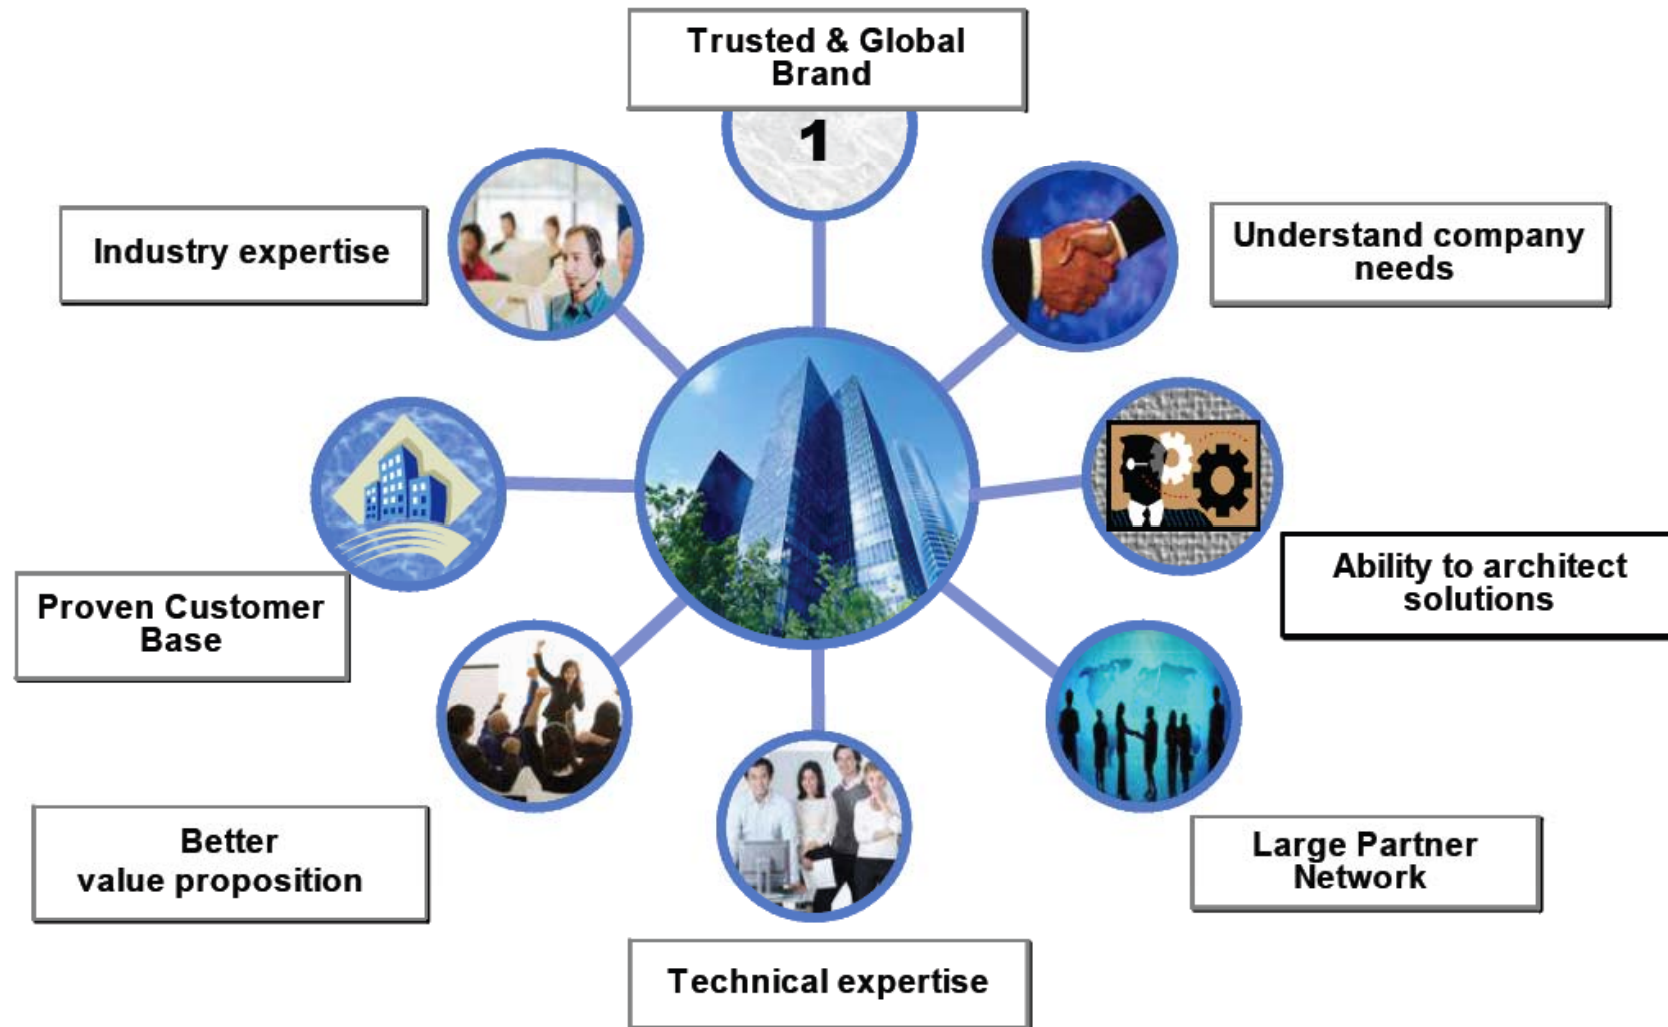 Trusted & Global
Brand
1
Industry expertise
Understand company
needs
Ability to architect
solutions
Proven Customer
Base
Better
value proposition
Large Partner
Network
Technical expertise